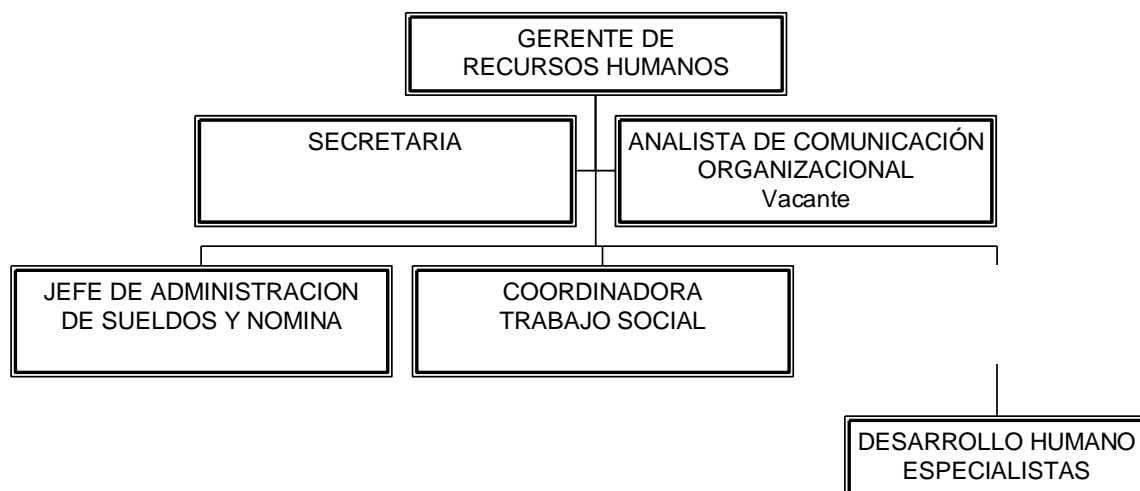 GERENTE DE
RECURSOS HUMANOS
SECRETARIA
ANALISTA DE COMUNICACIÓN
ORGANIZACIONAL
Vacante
JEFE DE ADMINISTRACION
DE SUELDOS Y NOMINA
COORDINADORA
TRABAJO SOCIAL
DESARROLLO HUMANO
ESPECIALISTAS